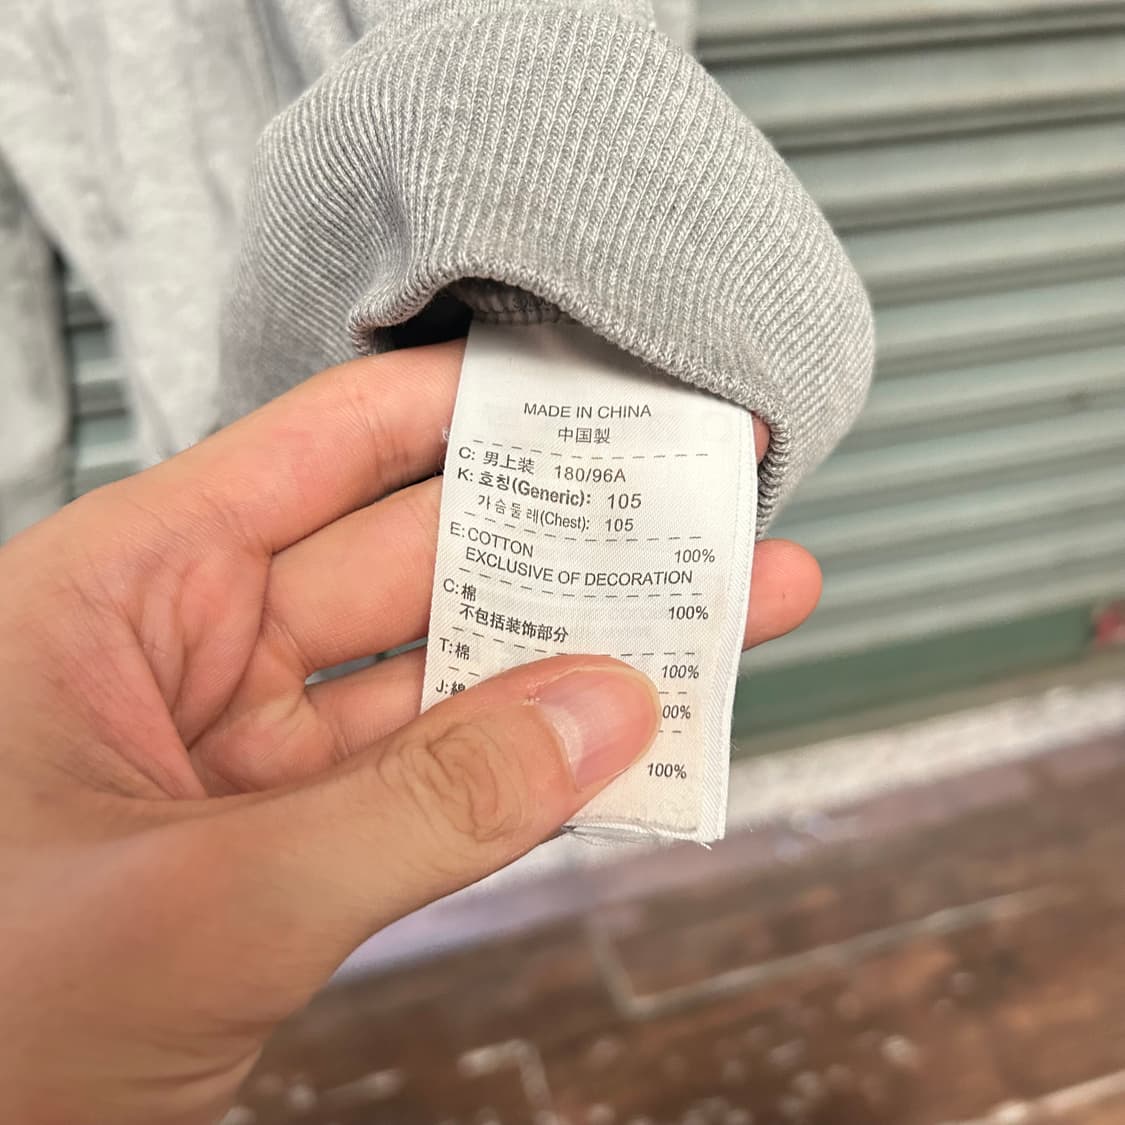 MADE IN CHINA
中国製
C: 男上装 180/96A
K: 호칭(Generic): 105
가슴둘레(Chest): 105
E: COTTON 100%
EXCLUSIVE OF DECORATION
C: 棉 100%
不包括装饰部分
T: 棉 100%
J: 綿 00%
100%